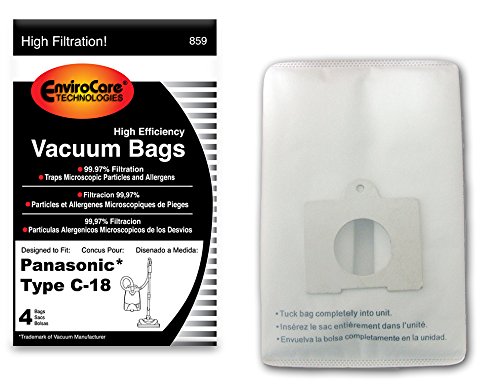 High Filtration! 859
EnviroCare
TECHNOLOGIES
High Efficiency
Vacuum Bags
• 99.97% Filtration
• Traps Microscopic Particles and Allergens
• Filtracion 99,97%
• Particles et Allergenes Microscopiques de Pieges
99,97% Filtracion
• Particulas Alergenicos Microscopicos de los Desvios
Designed to Fit: Concus Pour: Disenado a Medida:
Panasonic*
Type C-18
4 Bags
Sacs
Bolsas
*Trademark of Vacuum Manufacturer
• Tuck bag completely into unit.
• Insérez le sac entièrement dans l'unité.
• Envuelva la bolsa completamente en la unidad.